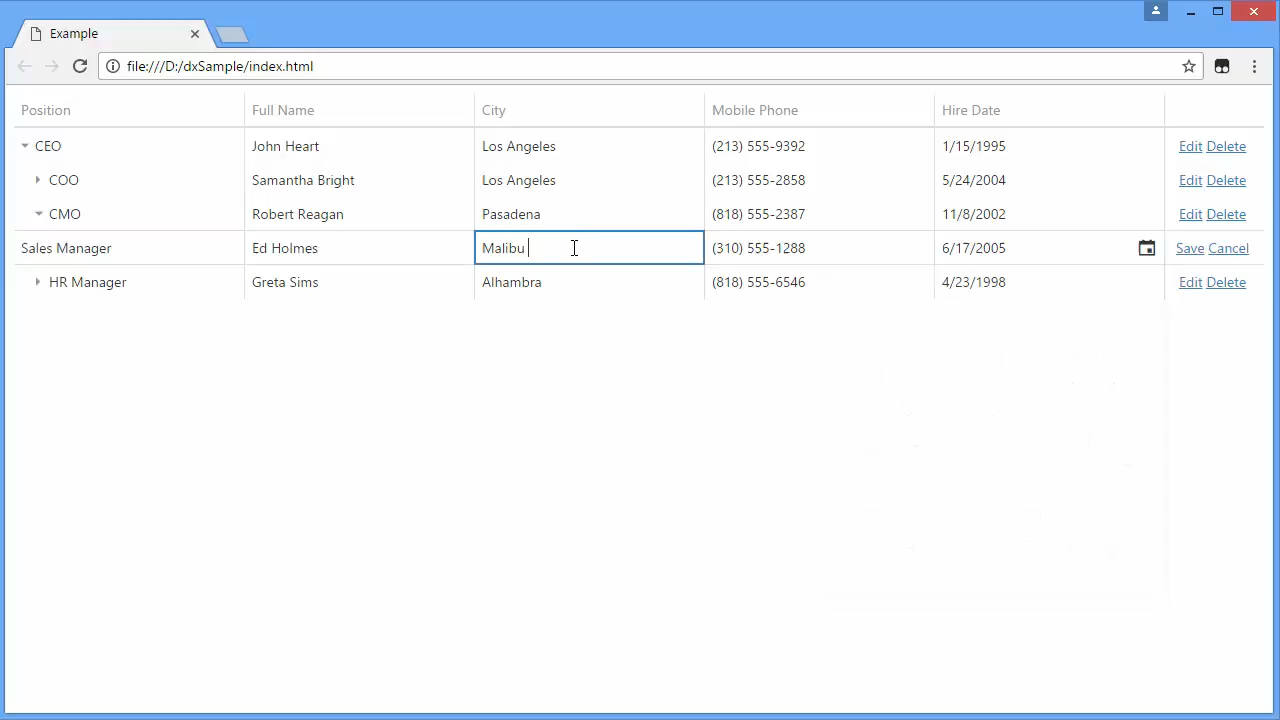 Example
file:///D:/dxSample/index.html
Position Full Name City Mobile Phone Hire Date
CEO John Heart Los Angeles (213) 555-9392 1/15/1995 Edit Delete
COO Samantha Bright Los Angeles (213) 555-2858 5/24/2004 Edit Delete
CMO Robert Reagan Pasadena (818) 555-2387 11/8/2002 Edit Delete
Sales Manager Ed Holmes Malibu (310) 555-1288 6/17/2005 Save Cancel
HR Manager Greta Sims Alhambra (818) 555-6546 4/23/1998 Edit Delete